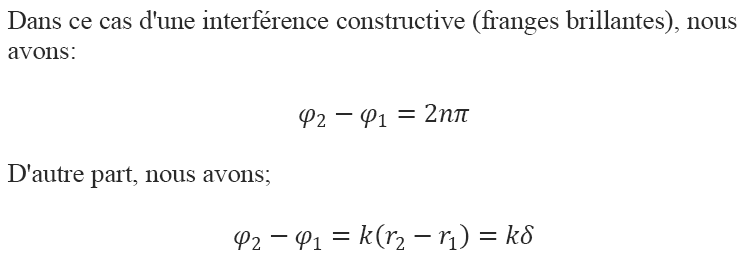 Dans ce cas d'une interférence constructive (franges brillantes), nous
avons:
𝜑₂ − 𝜑₁ = 2𝑛𝜋
D'autre part, nous avons;
𝜑₂ − 𝜑₁ = 𝑘(𝑟₂ − 𝑟₁) = 𝑘𝛿